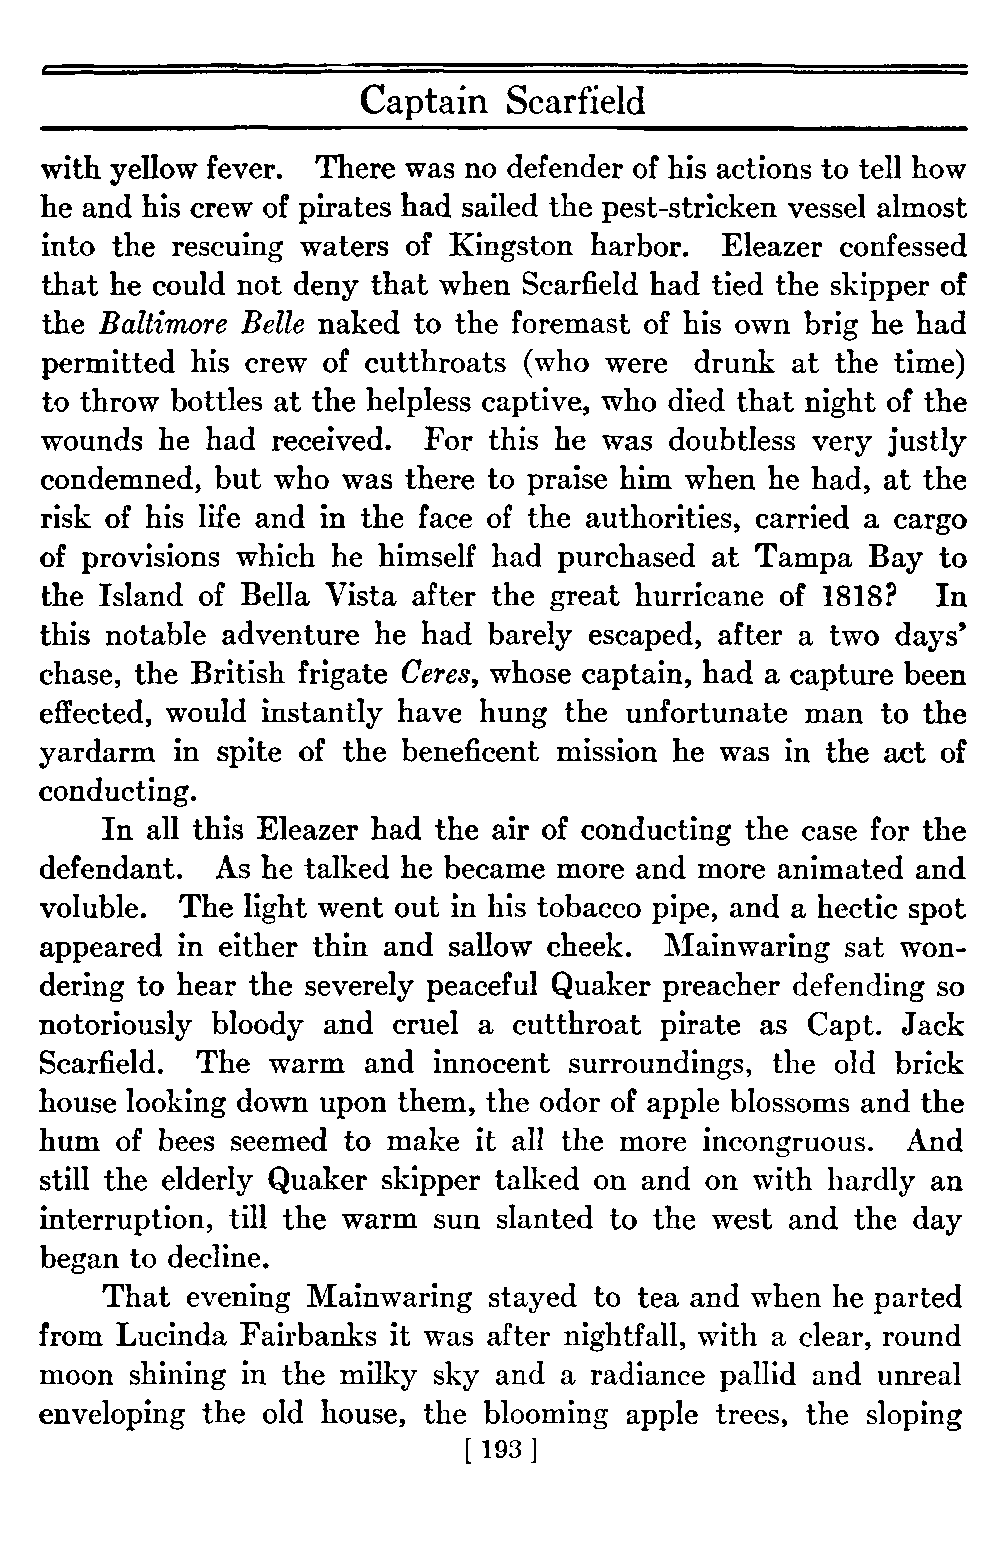 Captain Scarfield
with yellow fever. There was no defender of his actions to tell how
he and his crew of pirates had sailed the pest-stricken vessel almost
into the rescuing waters of Kingston harbor. Eleazer confessed
that he could not deny that when Scarfield had tied the skipper of
the Baltimore Belle naked to the foremast of his own brig he had
permitted his crew of cutthroats (who were drunk at the time)
to throw bottles at the helpless captive, who died that night of the
wounds he had received. For this he was doubtless very justly
condemned, but who was there to praise him when he had, at the
risk of his life and in the face of the authorities, carried a cargo
of provisions which he himself had purchased at Tampa Bay to
the Island of Bella Vista after the great hurricane of 1818? In
this notable adventure he had barely escaped, after a two days'
chase, the British frigate Ceres, whose captain, had a capture been
effected, would instantly have hung the unfortunate man to the
yardarm in spite of the beneficent mission he was in the act of
conducting.
In all this Eleazer had the air of conducting the case for the
defendant. As he talked he became more and more animated and
voluble. The light went out in his tobacco pipe, and a hectic spot
appeared in either thin and sallow cheek. Mainwaring sat won-
dering to hear the severely peaceful Quaker preacher defending so
notoriously bloody and cruel a cutthroat pirate as Capt. Jack
Scarfield. The warm and innocent surroundings, the old brick
house looking down upon them, the odor of apple blossoms and the
hum of bees seemed to make it all the more incongruous. And
still the elderly Quaker skipper talked on and on with hardly an
interruption, till the warm sun slanted to the west and the day
began to decline.
That evening Mainwaring stayed to tea and when he parted
from Lucinda Fairbanks it was after nightfall, with a clear, round
moon shining in the milky sky and a radiance pallid and unreal
enveloping the old house, the blooming apple trees, the sloping
[ 193 ]